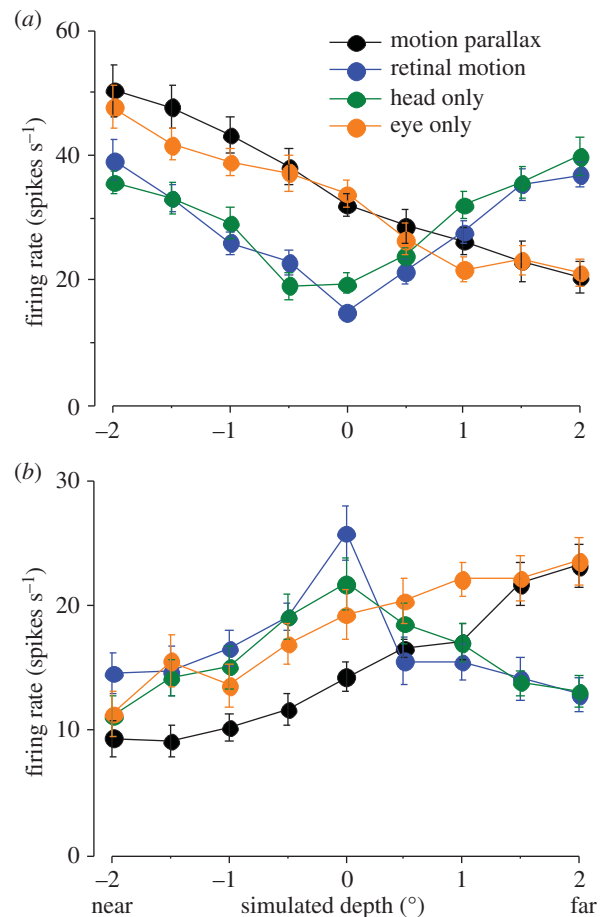 (a)
60
motion parallax
retinal motion
head only
eye only
40
20
0
firing rate (spikes s⁻¹)
–2
–1
0
1
2
(b)
30
20
10
0
firing rate (spikes s⁻¹)
–2
–1
0
1
2
near
simulated depth (°)
far